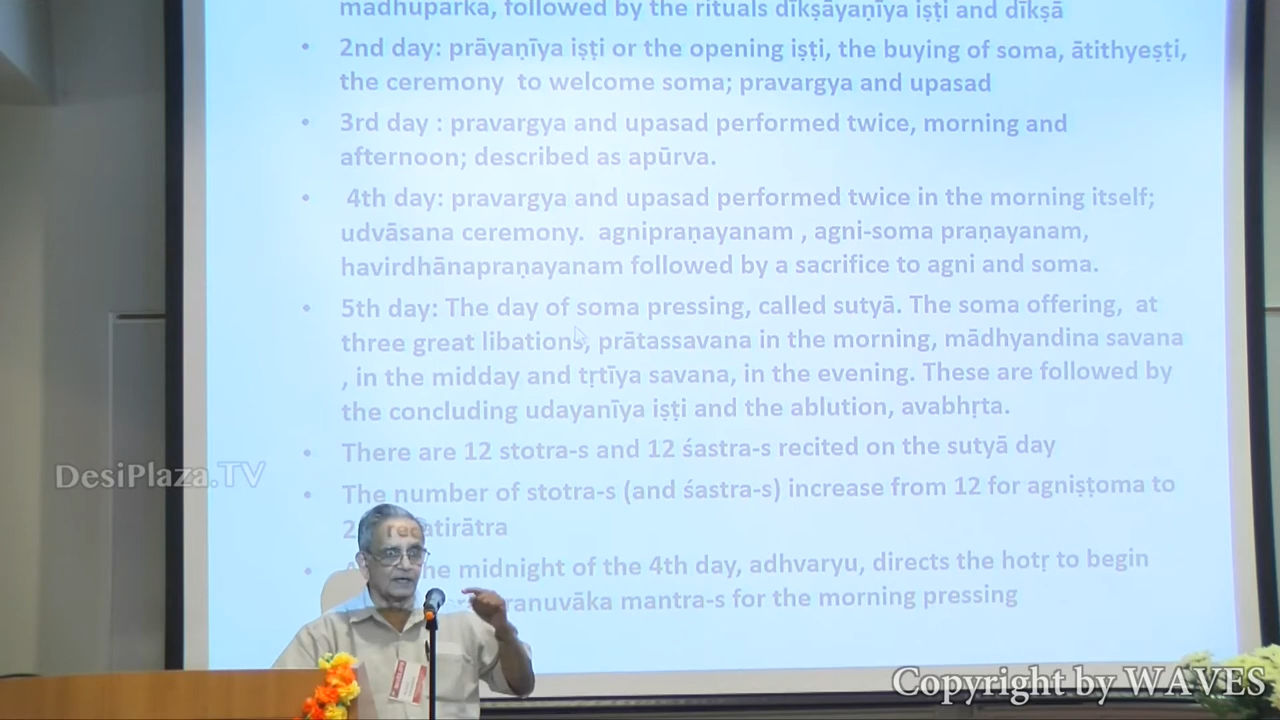 madhuparka, followed by the rituals dīkṣāyaṇīya iṣṭi and dīkṣā
• 2nd day: prāyaṇīya iṣṭi or the opening iṣṭi, the buying of soma, ātithyeṣṭi,
the ceremony to welcome soma; pravargya and upasad
• 3rd day : pravargya and upasad performed twice, morning and
afternoon; described as apūrva.
• 4th day: pravargya and upasad performed twice in the morning itself;
udvāsana ceremony. agnipraṇayanam , agni-soma praṇayanam,
havirdhānapraṇayanam followed by a sacrifice to agni and soma.
• 5th day: The day of soma pressing, called sutyā. The soma offering, at
three great libations, prātassavana in the morning, mādhyandina savana
, in the midday and tṛtīya savana, in the evening. These are followed by
the concluding udayanīya iṣṭi and the ablution, avabhṛta.
• There are 12 stotra-s and 12 śastra-s recited on the sutyā day
• The number of stotra-s (and śastra-s) increase from 12 for agniṣṭoma to
atirātra
• midnight of the 4th day, adhvaryu, directs the hotṛ to begin
mantra-s for the morning pressing
DesiPlaza.TV
Copyright by WAVES